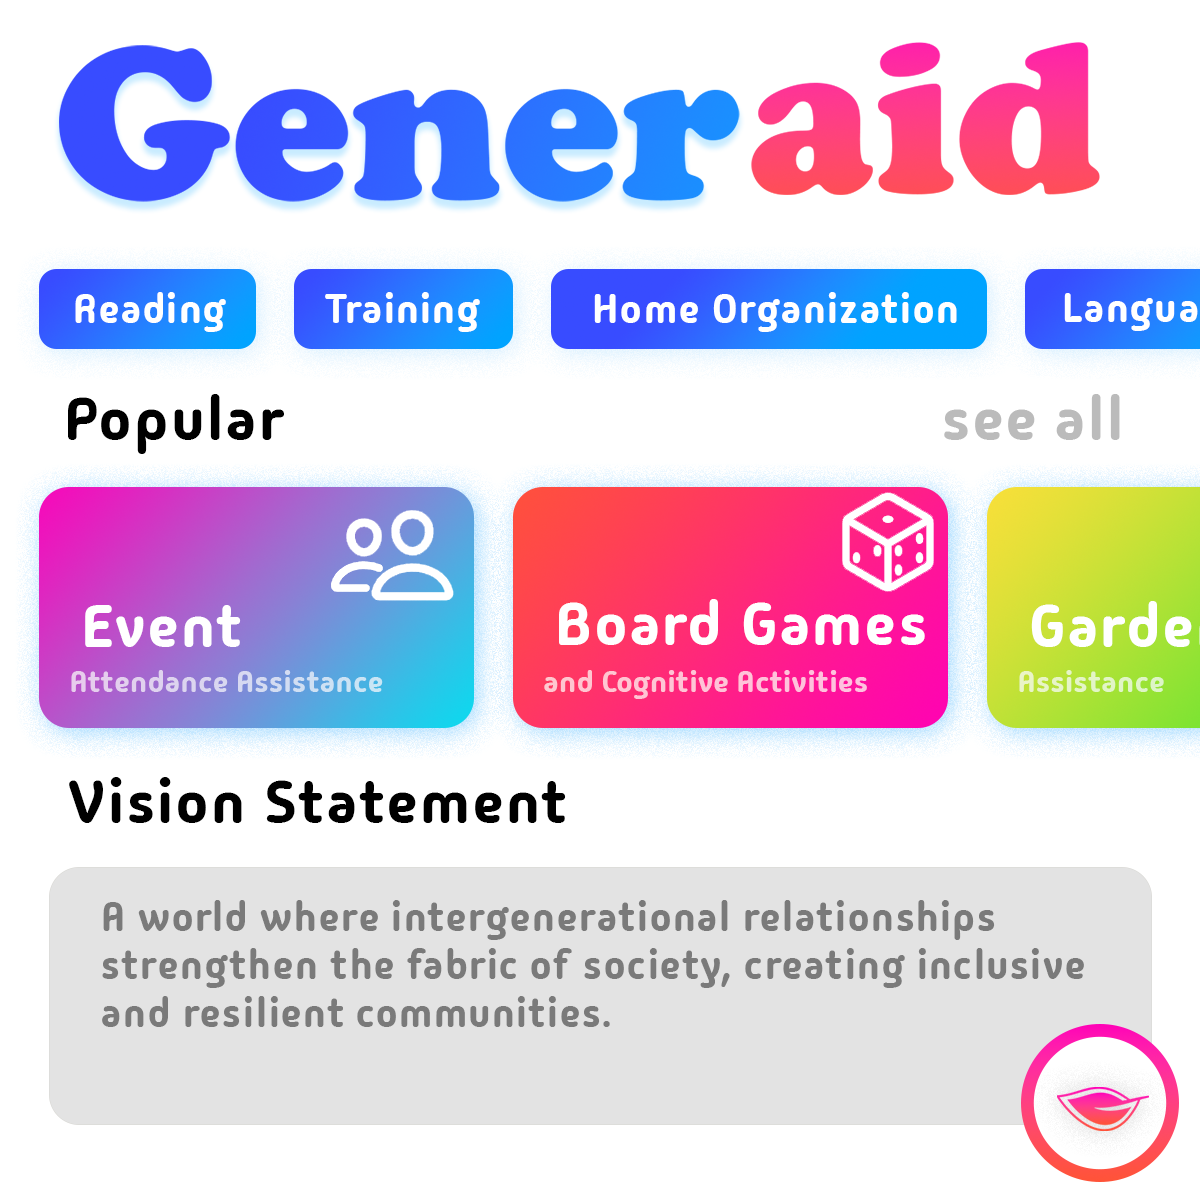 Generaid
Reading
Training
Home Organization
Langua
Popular
see all
Event
Attendance Assistance
Board Games
and Cognitive Activities
Garde
Assistance
Vision Statement
A world where intergenerational relationships
strengthen the fabric of society, creating inclusive
and resilient communities.